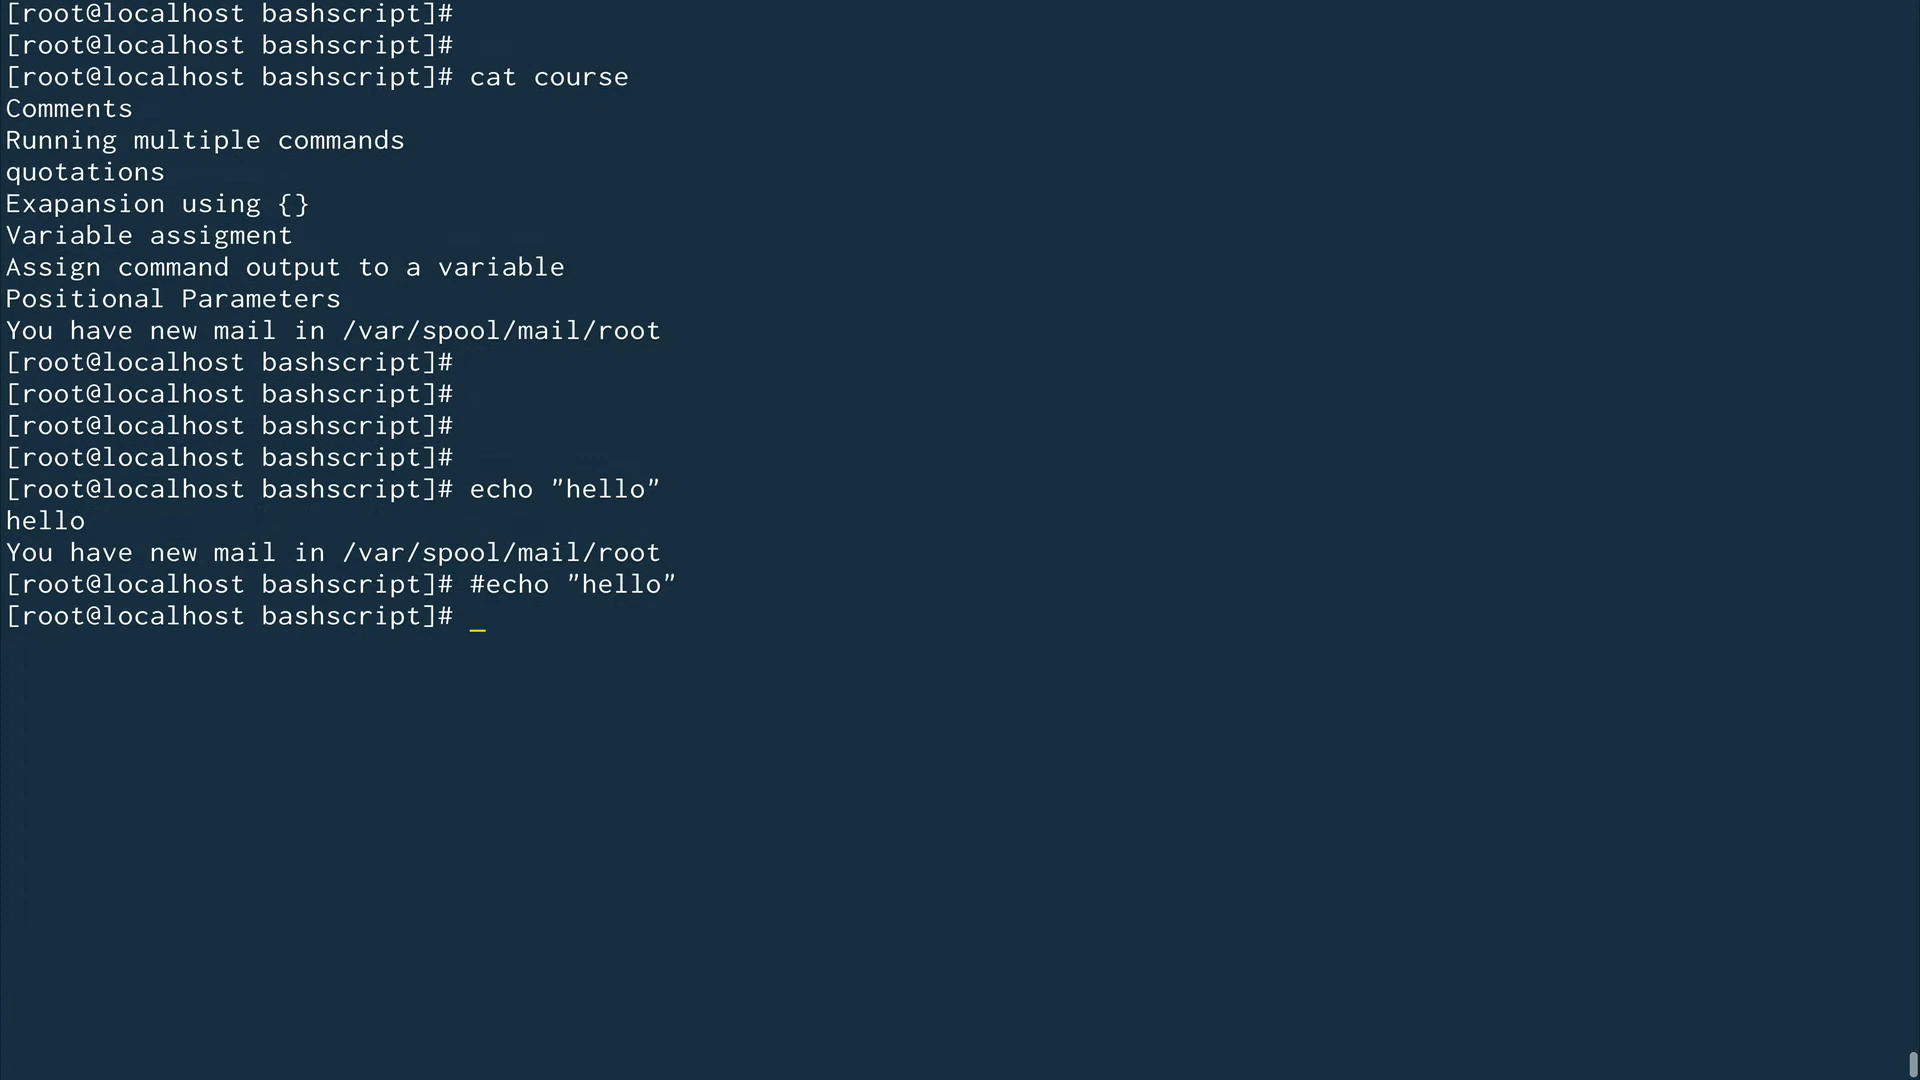 [root@localhost bashscript]#
[root@localhost bashscript]#
[root@localhost bashscript]# cat course
Comments
Running multiple commands
quotations
Exapansion using {}
Variable assigment
Assign command output to a variable
Positional Parameters
You have new mail in /var/spool/mail/root
[root@localhost bashscript]#
[root@localhost bashscript]#
[root@localhost bashscript]#
[root@localhost bashscript]#
[root@localhost bashscript]# echo "hello"
hello
You have new mail in /var/spool/mail/root
[root@localhost bashscript]# #echo "hello"
[root@localhost bashscript]# _